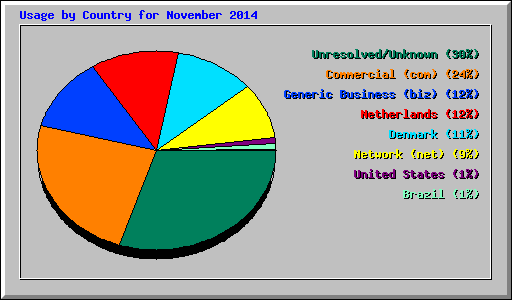 Usage by Country for November 2014
Unresolved/Unknown (30%)
Commercial (com) (24%)
Generic Business (biz) (12%)
Netherlands (12%)
Denmark (11%)
Network (net) (9%)
United States (1%)
Brazil (1%)